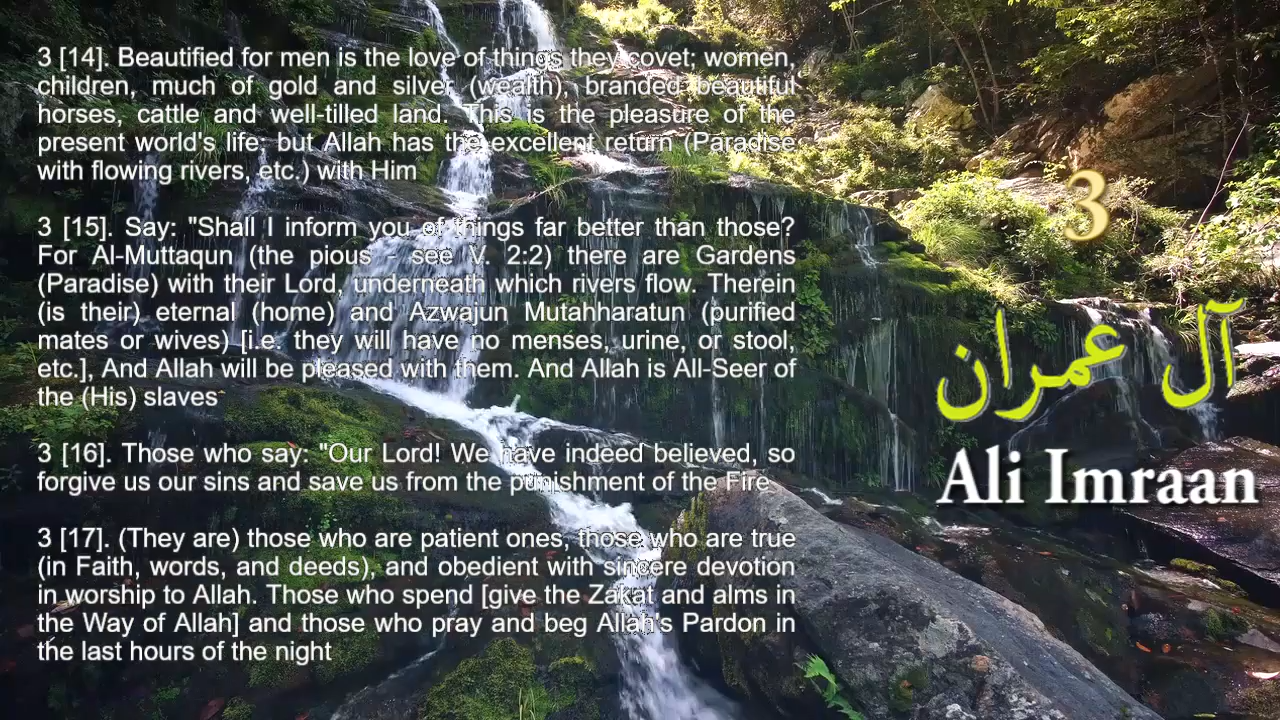 3 [14]. Beautified for men is the love of things they covet; women,
children, much of gold and silver (wealth), branded beautiful
horses, cattle and well-tilled land. This is the pleasure of the
present world's life; but Allah has the excellent return (Paradise
with flowing rivers, etc.) with Him
3 [15]. Say: "Shall I inform you of things far better than those?
For Al-Muttaqun (the pious - see V. 2:2) there are Gardens
(Paradise) with their Lord, underneath which rivers flow. Therein
(is their) eternal (home) and Azwajun Mutahharatun (purified
mates or wives) [i.e. they will have no menses, urine, or stool,
etc.], And Allah will be pleased with them. And Allah is All-Seer of
the (His) slaves
3 [16]. Those who say: "Our Lord! We have indeed believed, so
forgive us our sins and save us from the punishment of the Fire
3 [17]. (They are) those who are patient ones, those who are true
(in Faith, words, and deeds), and obedient with sincere devotion
in worship to Allah. Those who spend [give the Zakat and alms in
the Way of Allah] and those who pray and beg Allah's Pardon in
the last hours of the night
3
آل عمران
Ali Imraan